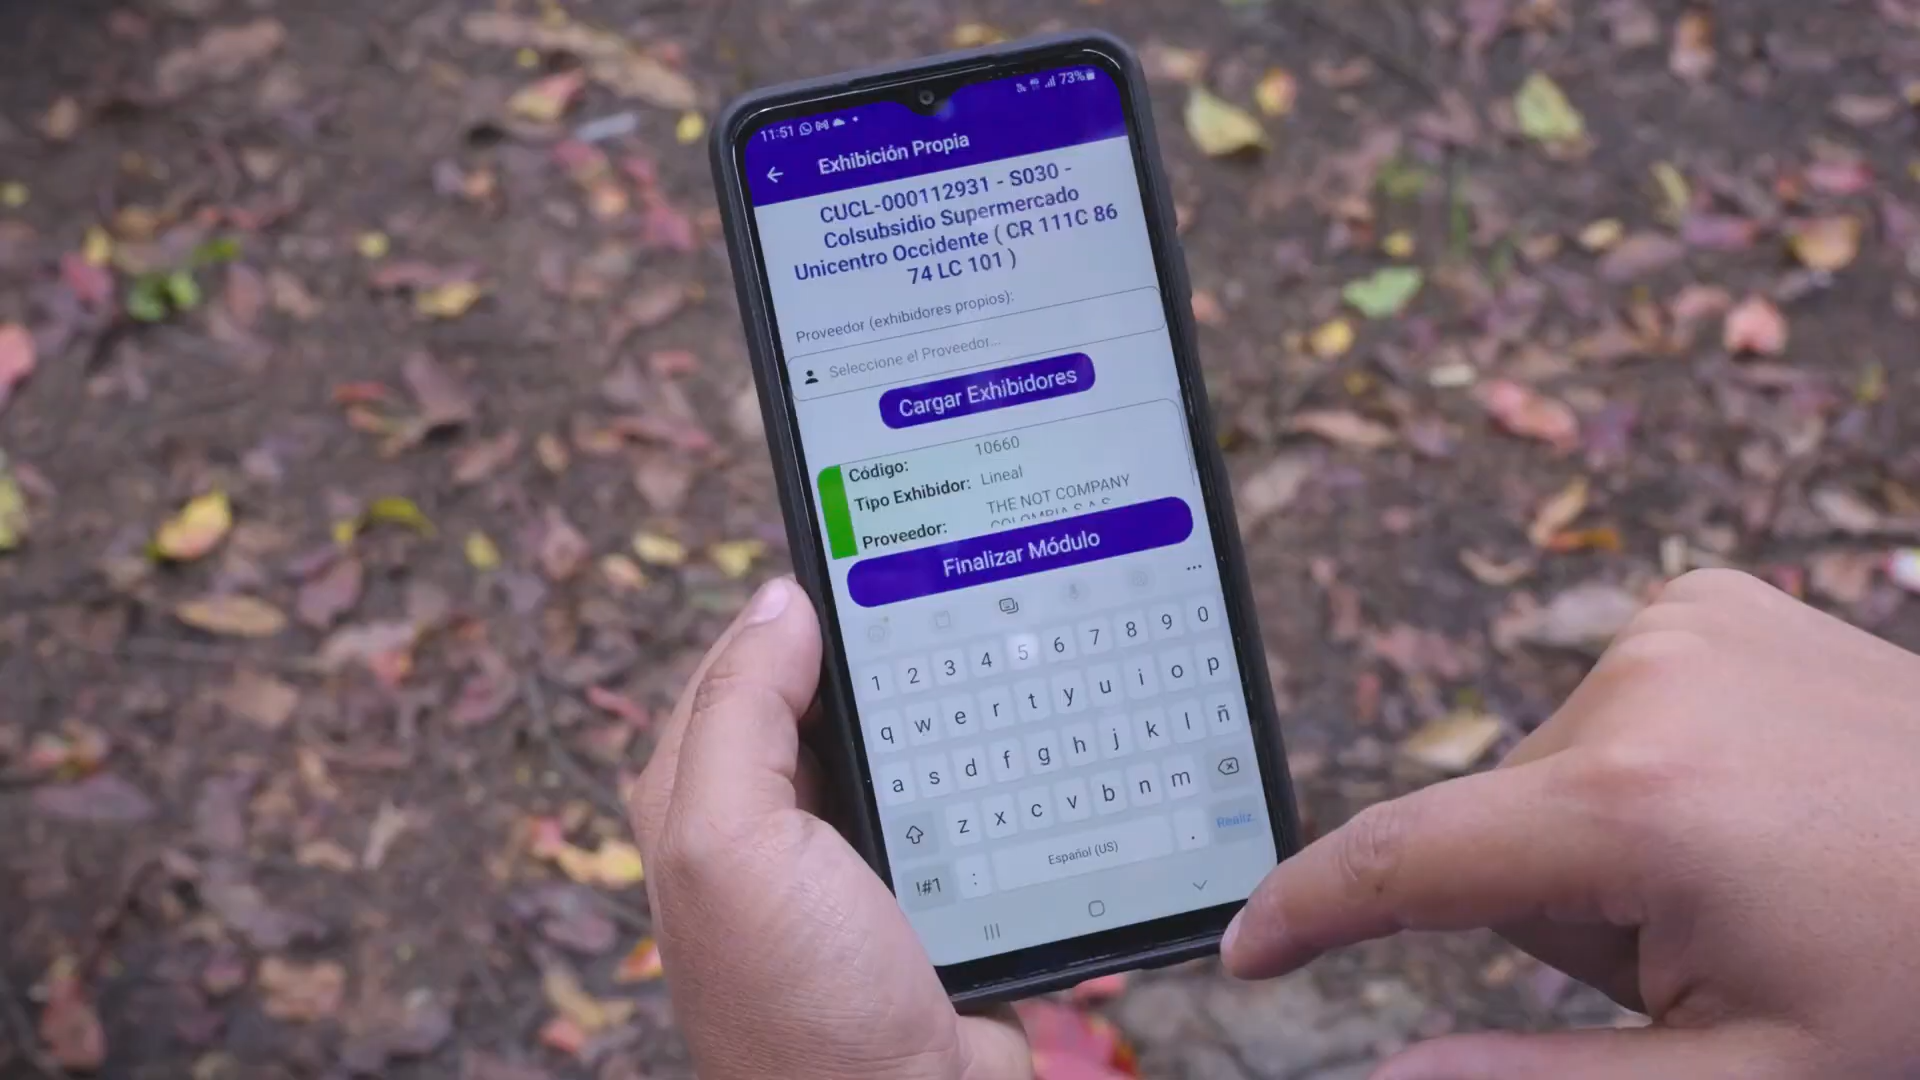 11:51
73%
Exhibición Propia
CUCL-000112931 - S030 -
Colsubsidio Supermercado
Unicentro Occidente ( CR 111C 86
74 LC 101 )
Proveedor (exhibidores propios):
Seleccione el Proveedor...
Cargar Exhibidores
Código: 10660
Tipo Exhibidor: Lineal
Proveedor: THE NOT COMPANY
COLOMBIA S.A.S
Finalizar Módulo
1 2 3 4 5 6 7 8 9 0
q w e r t y u i o p
a s d f g h j k l ñ
z x c v b n m
!#1 : Español (US) . Realiz.